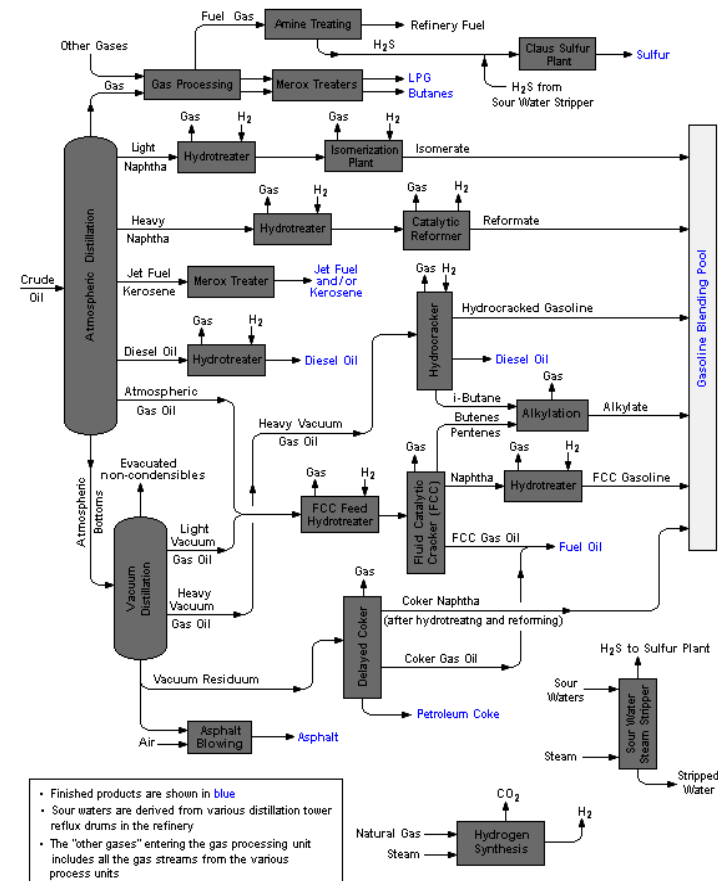 Fuel Gas
Amine Treating
Refinery Fuel
Other Gases
H2S
Claus Sulfur
Plant
Sulfur
Gas
Gas Processing
Merox Treaters
LPG
Butanes
H2S from
Sour Water Stripper
Gas
H2
Gas
H2
Light
Naphtha
Hydrotreater
Isomerization
Plant
Isomerate
Gas
H2
Gas
H2
Heavy
Naphtha
Hydrotreater
Catalytic
Reformer
Reformate
Crude
Oil
Atmospheric Distillation
Jet Fuel
Kerosene
Merox Treater
Jet Fuel
and/or
Kerosene
Gas
H2
Hydrocracker
Hydrocracked Gasoline
Gasoline Blending Pool
Gas
H2
Diesel Oil
Hydrotreater
Diesel Oil
Diesel Oil
Atmospheric
Gas Oil
i-Butane
Butenes
Pentenes
Gas
Alkylation
Alkylate
Heavy Vacuum
Gas Oil
Atmospheric
Bottoms
Evacuated
non-condensibles
Gas
H2
FCC Feed
Hydrotreater
Gas
Fluid Catalytic
Cracker (FCC)
Naphtha
Gas
H2
Hydrotreater
FCC Gasoline
FCC Gas Oil
Fuel Oil
Vacuum
Distillation
Light
Vacuum
Gas Oil
Heavy
Vacuum
Gas Oil
Gas
Delayed Coker
Coker Naphtha
(after hydrotreatng and reforming)
Coker Gas Oil
Vacuum Residuum
Petroleum Coke
Air
Asphalt
Blowing
Asphalt
H2S to Sulfur Plant
Sour
Waters
Sour Water
Steam Stripper
Steam
Stripped
Water
• Finished products are shown in blue
• Sour waters are derived from various distillation tower
reflux drums in the refinery
• The "other gases" entering the gas processing unit
includes all the gas streams from the various
process units
CO2
H2
Natural Gas
Steam
Hydrogen
Synthesis